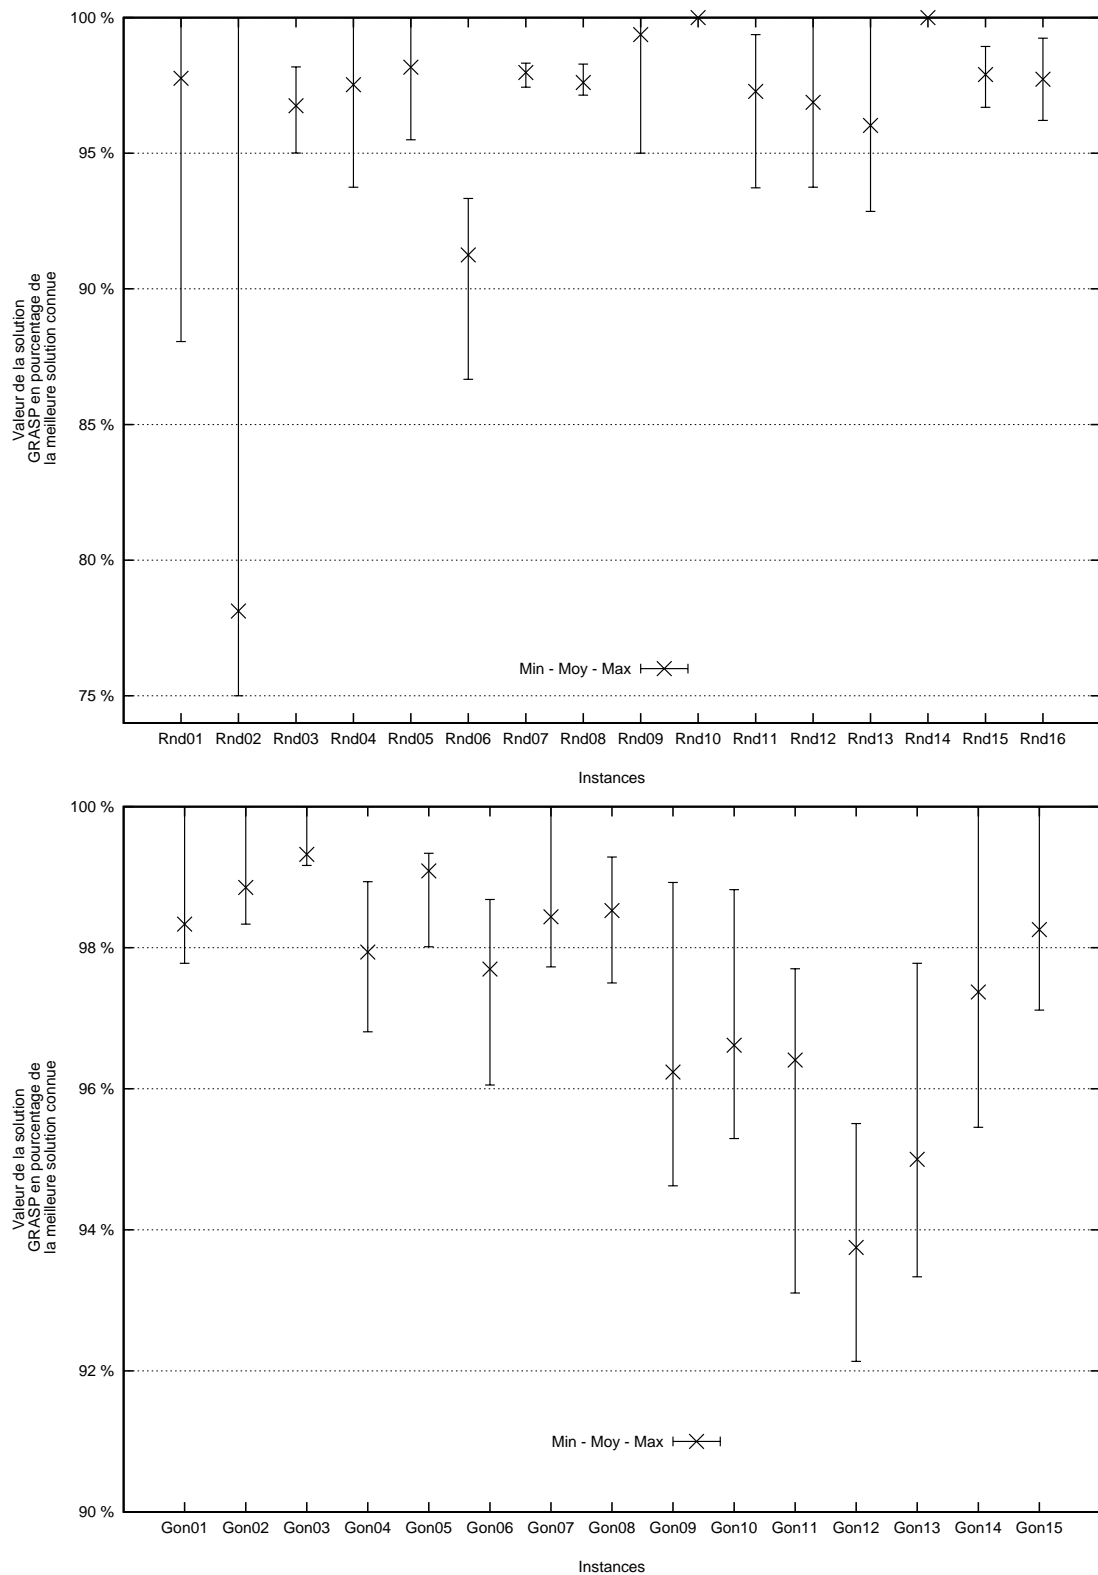 100 %
95 %
90 %
85 %
80 %
75 %
Valeur de la solution
GRASP en pourcentage de
la meilleure solution connue
Min - Moy - Max
Rnd01 Rnd02 Rnd03 Rnd04 Rnd05 Rnd06 Rnd07 Rnd08 Rnd09 Rnd10 Rnd11 Rnd12 Rnd13 Rnd14 Rnd15 Rnd16
Instances
100 %
98 %
96 %
94 %
92 %
90 %
Valeur de la solution
GRASP en pourcentage de
la meilleure solution connue
Min - Moy - Max
Gon01 Gon02 Gon03 Gon04 Gon05 Gon06 Gon07 Gon08 Gon09 Gon10 Gon11 Gon12 Gon13 Gon14 Gon15
Instances